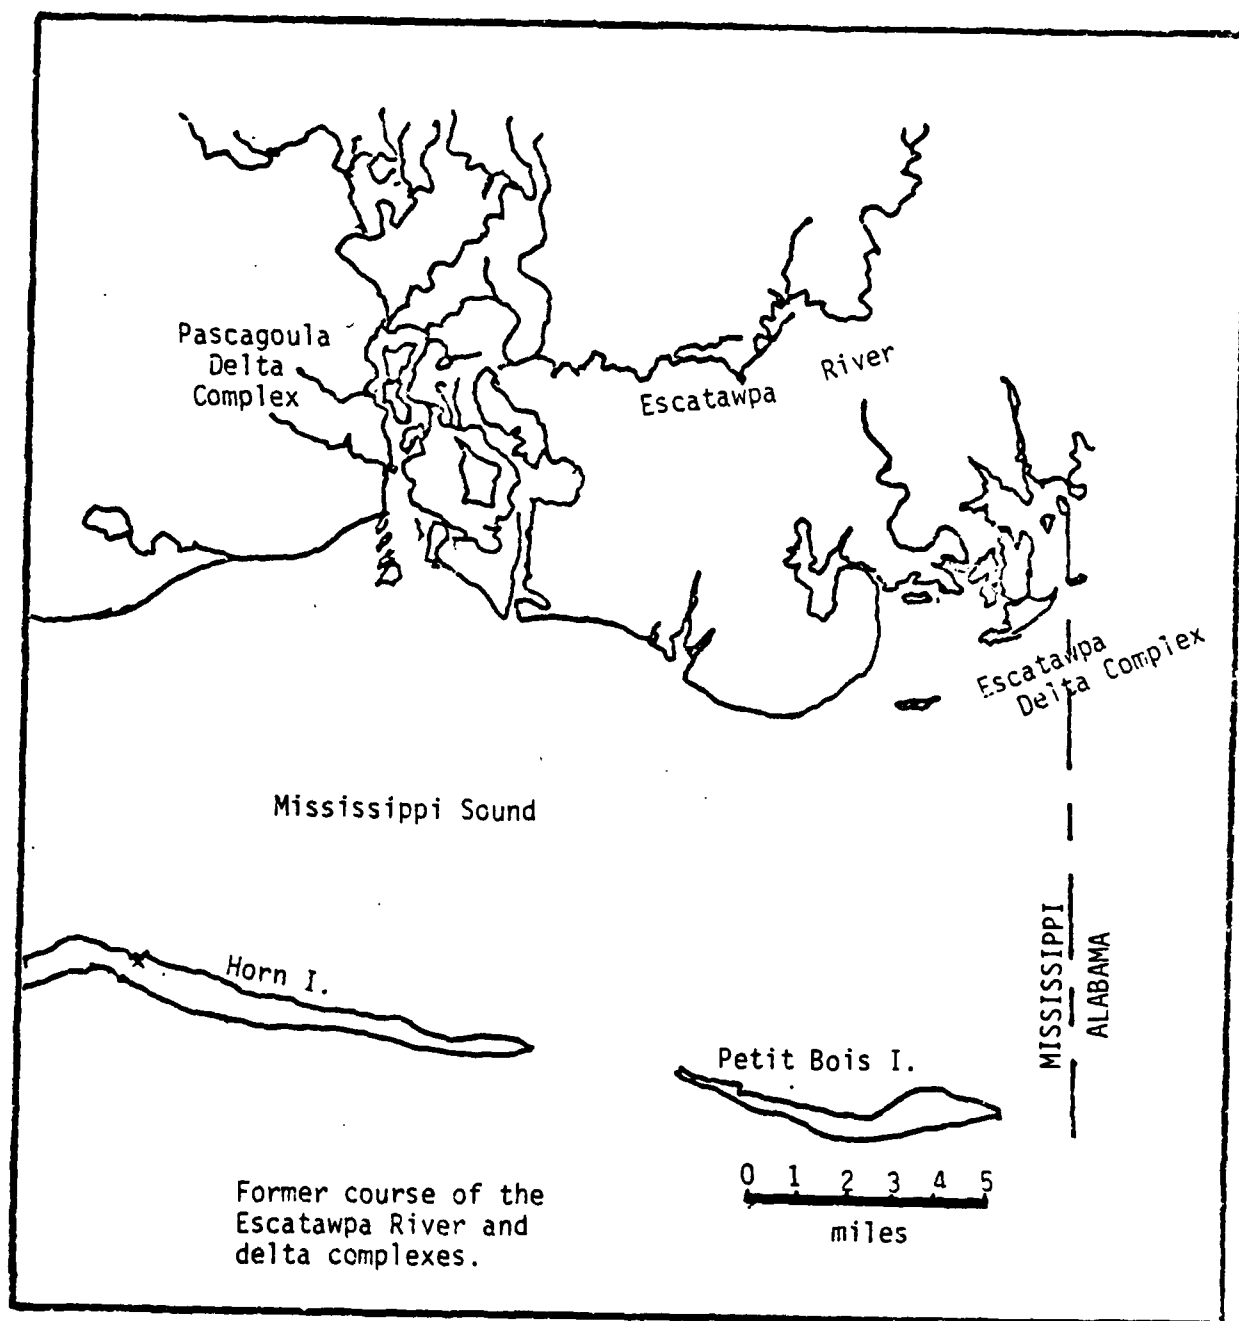 Pascagoula
Delta
Complex
Escatawpa River
Escatawpa
Delta Complex
Mississippi Sound
Horn I.
Petit Bois I.
MISSISSIPPI
ALABAMA
0 1 2 3 4 5
miles
Former course of the
Escatawpa River and
delta complexes.